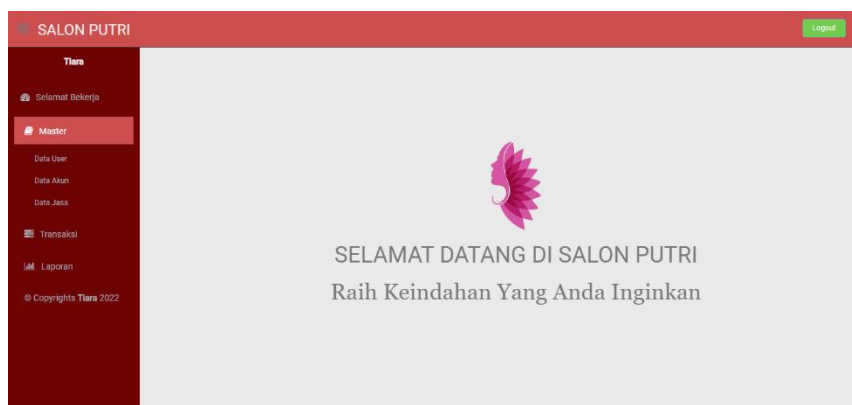 SALON PUTRI
Logout
Tiara
Selamat Bekerja
Master
Data User
Data Akun
Data Jasa
Transaksi
Laporan
© Copyrights Tiara 2022
SELAMAT DATANG DI SALON PUTRI
Raih Keindahan Yang Anda Inginkan